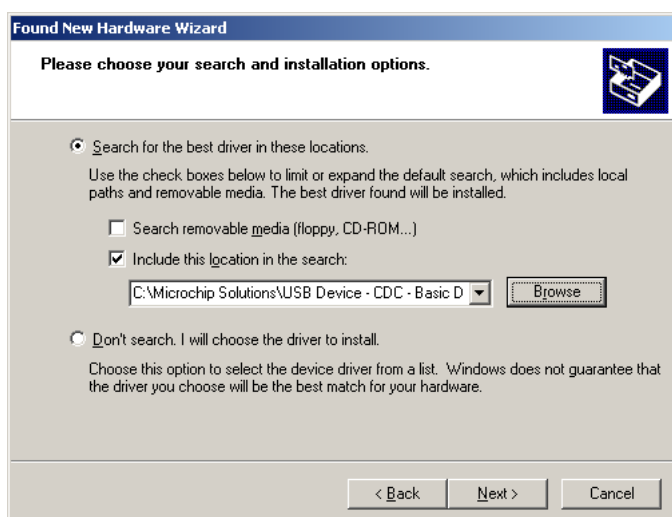 Found New Hardware Wizard
Please choose your search and installation options.
Search for the best driver in these locations.
Use the check boxes below to limit or expand the default search, which includes local
paths and removable media. The best driver found will be installed.
Search removable media (floppy, CD-ROM...)
Include this location in the search:
C:\Microchip Solutions\USB Device - CDC - Basic D
Browse
Don't search. I will choose the driver to install.
Choose this option to select the device driver from a list. Windows does not guarantee that
the driver you choose will be the best match for your hardware.
< Back Next > Cancel